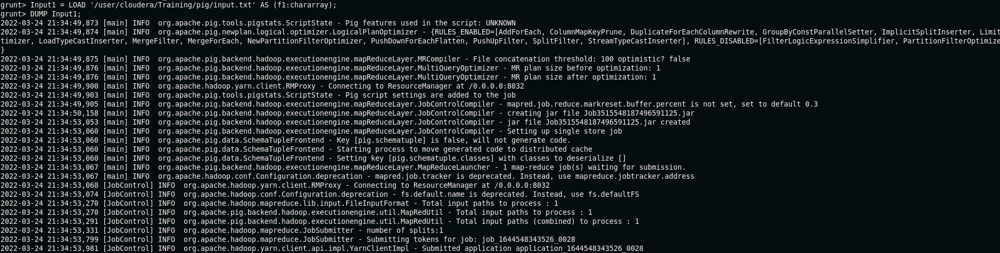 grunt> Input1 = LOAD '/user/cloudera/Training/pig/input.txt' AS (f1:chararray);
grunt> DUMP Input1;
2022-03-24 21:34:49,873 [main] INFO  org.apache.pig.tools.pigstats.ScriptState - Pig features used in the script: UNKNOWN
2022-03-24 21:34:49,874 [main] INFO  org.apache.pig.newplan.logical.optimizer.LogicalPlanOptimizer - {RULES_ENABLED=[AddForEach, ColumnMapKeyPrune, DuplicateForEachColumnRewrite, GroupByConstParallelSetter, ImplicitSplitInserter, Limit
timizer, LoadTypeCastInserter, MergeFilter, MergeForEach, NewPartitionFilterOptimizer, PushDownForEachFlatten, PushUpFilter, SplitFilter, StreamTypeCastInserter], RULES_DISABLED=[FilterLogicExpressionSimplifier, PartitionFilterOptimize
}
2022-03-24 21:34:49,875 [main] INFO  org.apache.pig.backend.hadoop.executionengine.mapReduceLayer.MRCompiler - File concatenation threshold: 100 optimistic? false
2022-03-24 21:34:49,876 [main] INFO  org.apache.pig.backend.hadoop.executionengine.mapReduceLayer.MultiQueryOptimizer - MR plan size before optimization: 1
2022-03-24 21:34:49,876 [main] INFO  org.apache.pig.backend.hadoop.executionengine.mapReduceLayer.MultiQueryOptimizer - MR plan size after optimization: 1
2022-03-24 21:34:49,900 [main] INFO  org.apache.hadoop.yarn.client.RMProxy - Connecting to ResourceManager at /0.0.0.0:8032
2022-03-24 21:34:49,903 [main] INFO  org.apache.pig.tools.pigstats.ScriptState - Pig script settings are added to the job
2022-03-24 21:34:49,905 [main] INFO  org.apache.pig.backend.hadoop.executionengine.mapReduceLayer.JobControlCompiler - mapred.job.reduce.markreset.buffer.percent is not set, set to default 0.3
2022-03-24 21:34:50,158 [main] INFO  org.apache.pig.backend.hadoop.executionengine.mapReduceLayer.JobControlCompiler - creating jar file Job3515548187496591125.jar
2022-03-24 21:34:53,053 [main] INFO  org.apache.pig.backend.hadoop.executionengine.mapReduceLayer.JobControlCompiler - jar file Job3515548187496591125.jar created
2022-03-24 21:34:53,060 [main] INFO  org.apache.pig.backend.hadoop.executionengine.mapReduceLayer.JobControlCompiler - Setting up single store job
2022-03-24 21:34:53,060 [main] INFO  org.apache.pig.data.SchemaTupleFrontend - Key [pig.schematuple] is false, will not generate code.
2022-03-24 21:34:53,060 [main] INFO  org.apache.pig.data.SchemaTupleFrontend - Starting process to move generated code to distributed cache
2022-03-24 21:34:53,060 [main] INFO  org.apache.pig.data.SchemaTupleFrontend - Setting key [pig.schematuple.classes] with classes to deserialize []
2022-03-24 21:34:53,067 [main] INFO  org.apache.pig.backend.hadoop.executionengine.mapReduceLayer.MapReduceLauncher - 1 map-reduce job(s) waiting for submission.
2022-03-24 21:34:53,067 [main] INFO  org.apache.hadoop.conf.Configuration.deprecation - mapred.job.tracker is deprecated. Instead, use mapreduce.jobtracker.address
2022-03-24 21:34:53,068 [JobControl] INFO  org.apache.hadoop.yarn.client.RMProxy - Connecting to ResourceManager at /0.0.0.0:8032
2022-03-24 21:34:53,074 [JobControl] INFO  org.apache.hadoop.conf.Configuration.deprecation - fs.default.name is deprecated. Instead, use fs.defaultFS
2022-03-24 21:34:53,270 [JobControl] INFO  org.apache.hadoop.mapreduce.lib.input.FileInputFormat - Total input paths to process : 1
2022-03-24 21:34:53,270 [JobControl] INFO  org.apache.pig.backend.hadoop.executionengine.util.MapRedUtil - Total input paths to process : 1
2022-03-24 21:34:53,291 [JobControl] INFO  org.apache.pig.backend.hadoop.executionengine.util.MapRedUtil - Total input paths (combined) to process : 1
2022-03-24 21:34:53,331 [JobControl] INFO  org.apache.hadoop.mapreduce.JobSubmitter - number of splits:1
2022-03-24 21:34:53,799 [JobControl] INFO  org.apache.hadoop.mapreduce.JobSubmitter - Submitting tokens for job: job_1644548343526_0028
2022-03-24 21:34:53,981 [JobControl] INFO  org.apache.hadoop.yarn.client.api.impl.YarnClientImpl - Submitted application application_1644548343526_0028